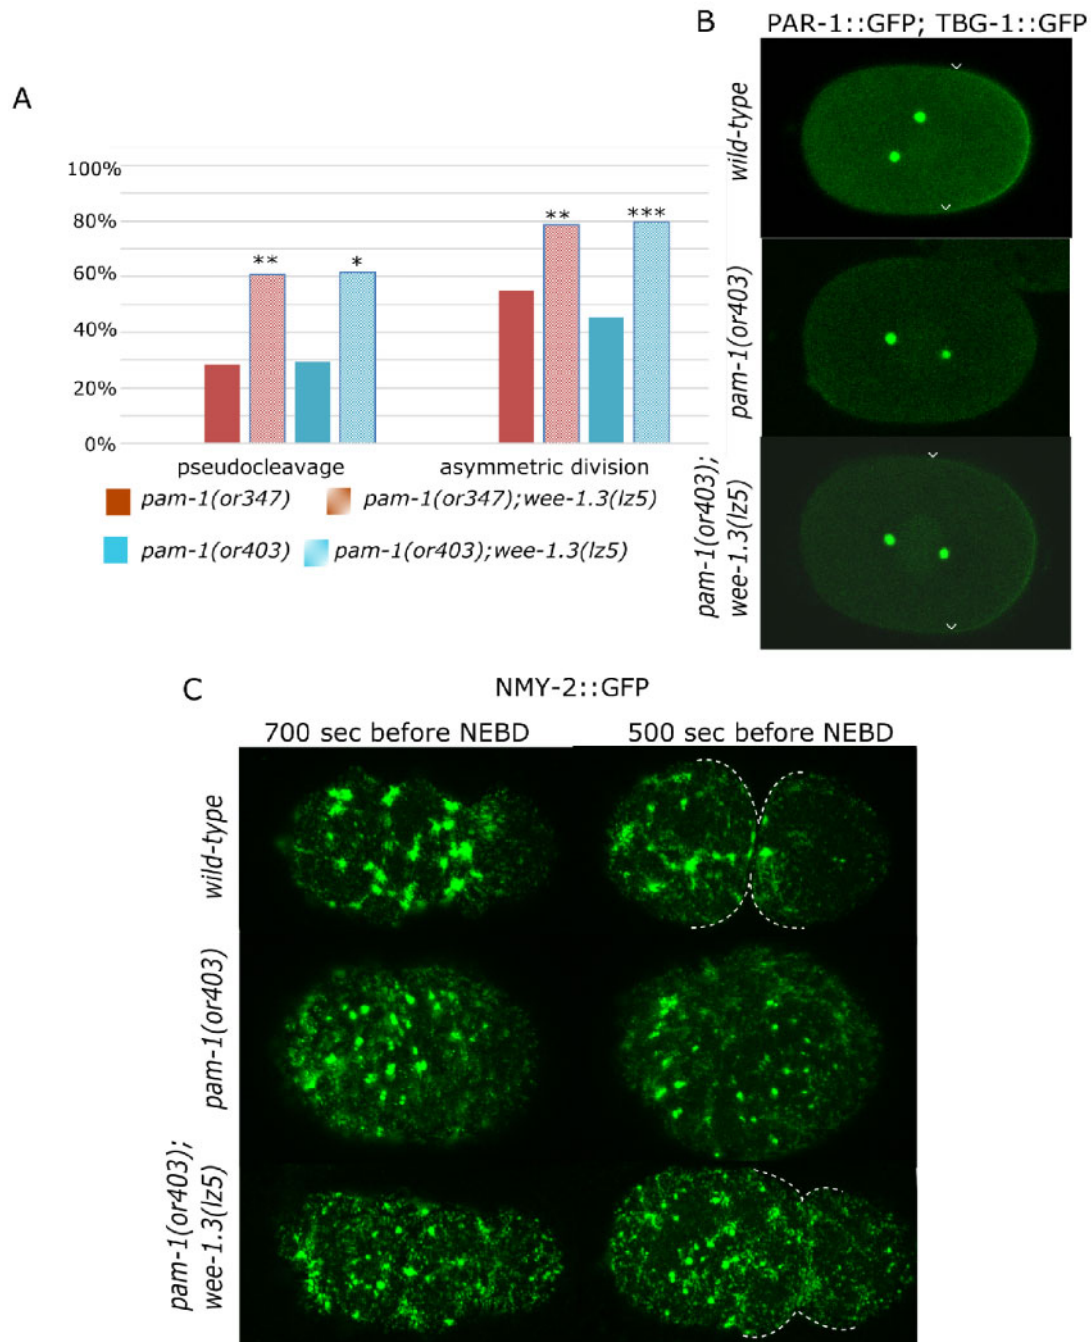 A
100%
80%
60%
40%
20%
0%
** * ** ***
pseudocleavage asymmetric division
pam-1(or347) pam-1(or347);wee-1.3(lz5)
pam-1(or403) pam-1(or403);wee-1.3(lz5)
B
PAR-1::GFP; TBG-1::GFP
wild-type
pam-1(or403)
pam-1(or403);
wee-1.3(lz5)
C
NMY-2::GFP
700 sec before NEBD 500 sec before NEBD
wild-type
pam-1(or403)
pam-1(or403);
wee-1.3(lz5)